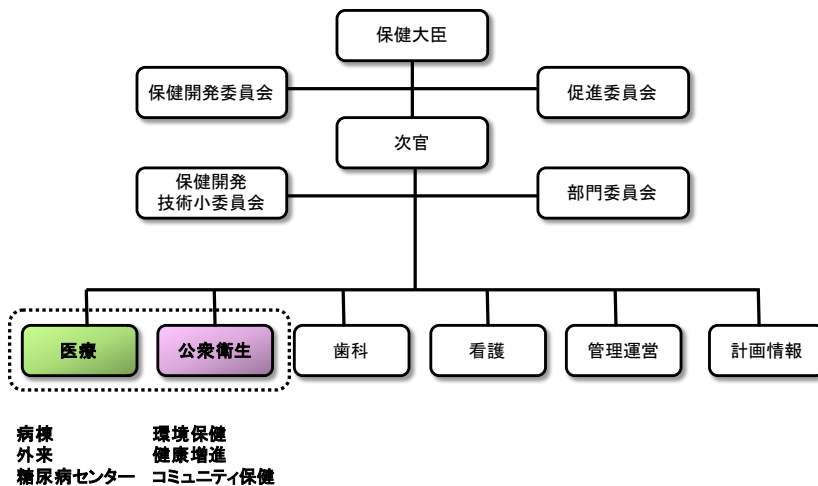 保健大臣
保健開発委員会
促進委員会
次官
保健開発
技術小委員会
部門委員会
医療
公衆衛生
歯科
看護
管理運営
計画情報
病棟
外来
糖尿病センター
環境保健
健康増進
コミュニティ保健